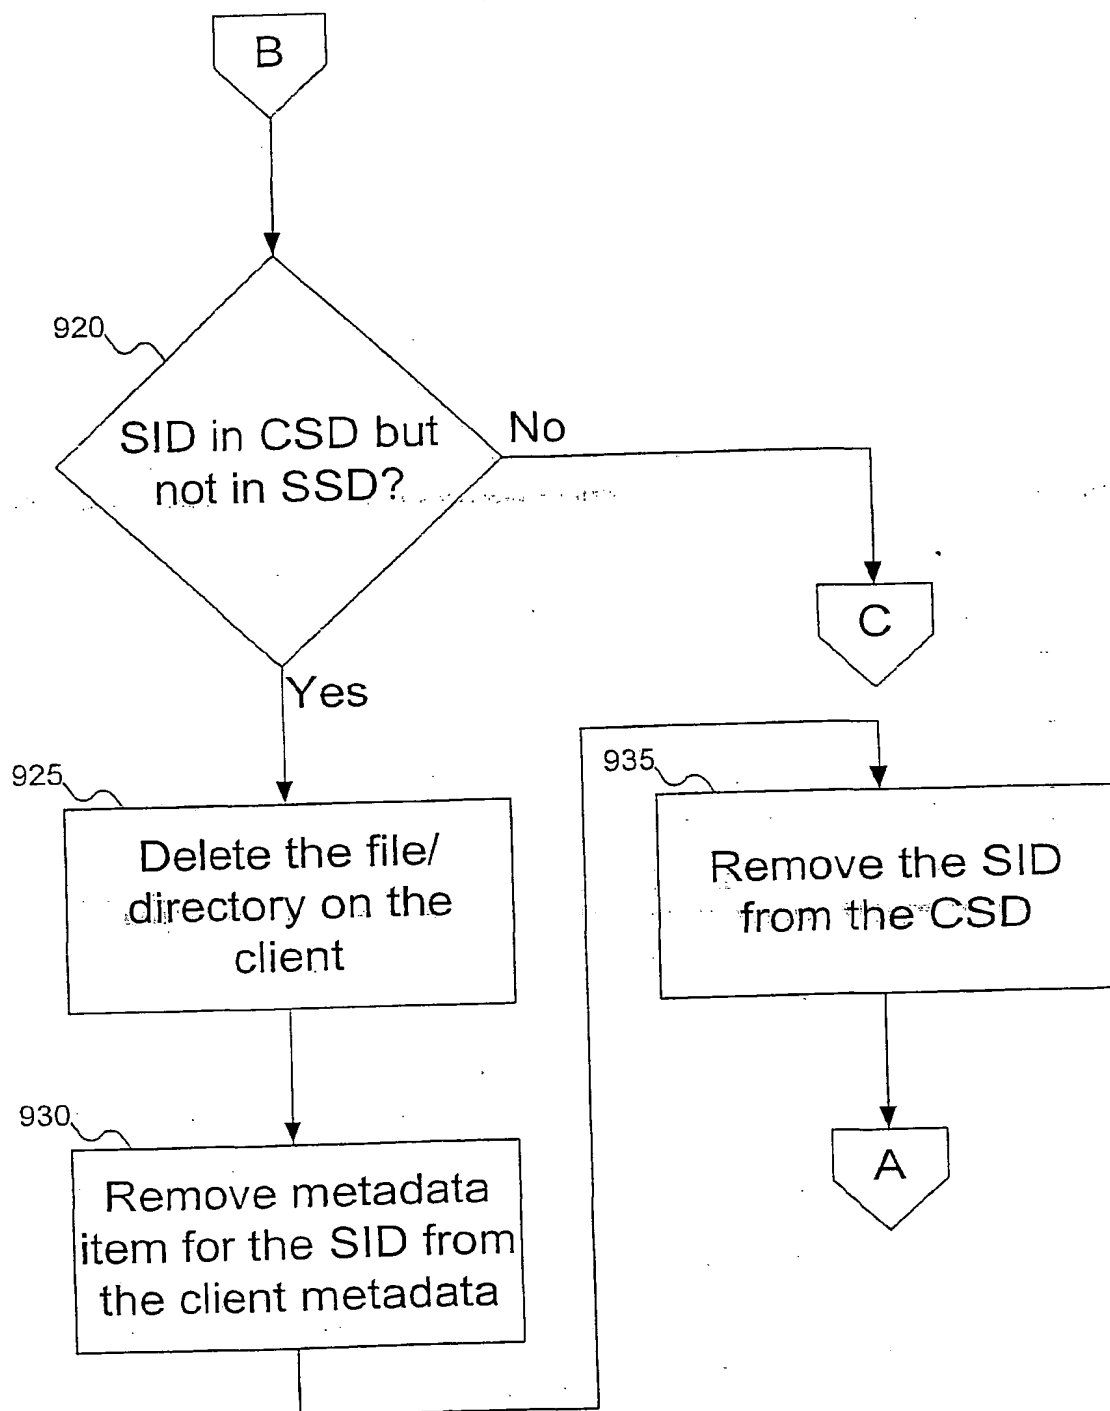 B
920
SID in CSD but
not in SSD?
No
C
Yes
925
Delete the file/
directory on the
client
935
Remove the SID
from the CSD
930
Remove metadata
item for the SID from
the client metadata
A